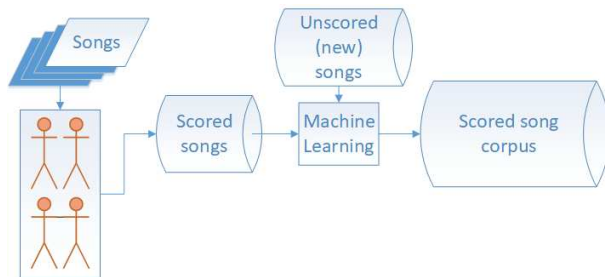 Songs
Unscored
(new)
songs
Scored
songs
Machine
Learning
Scored song
corpus